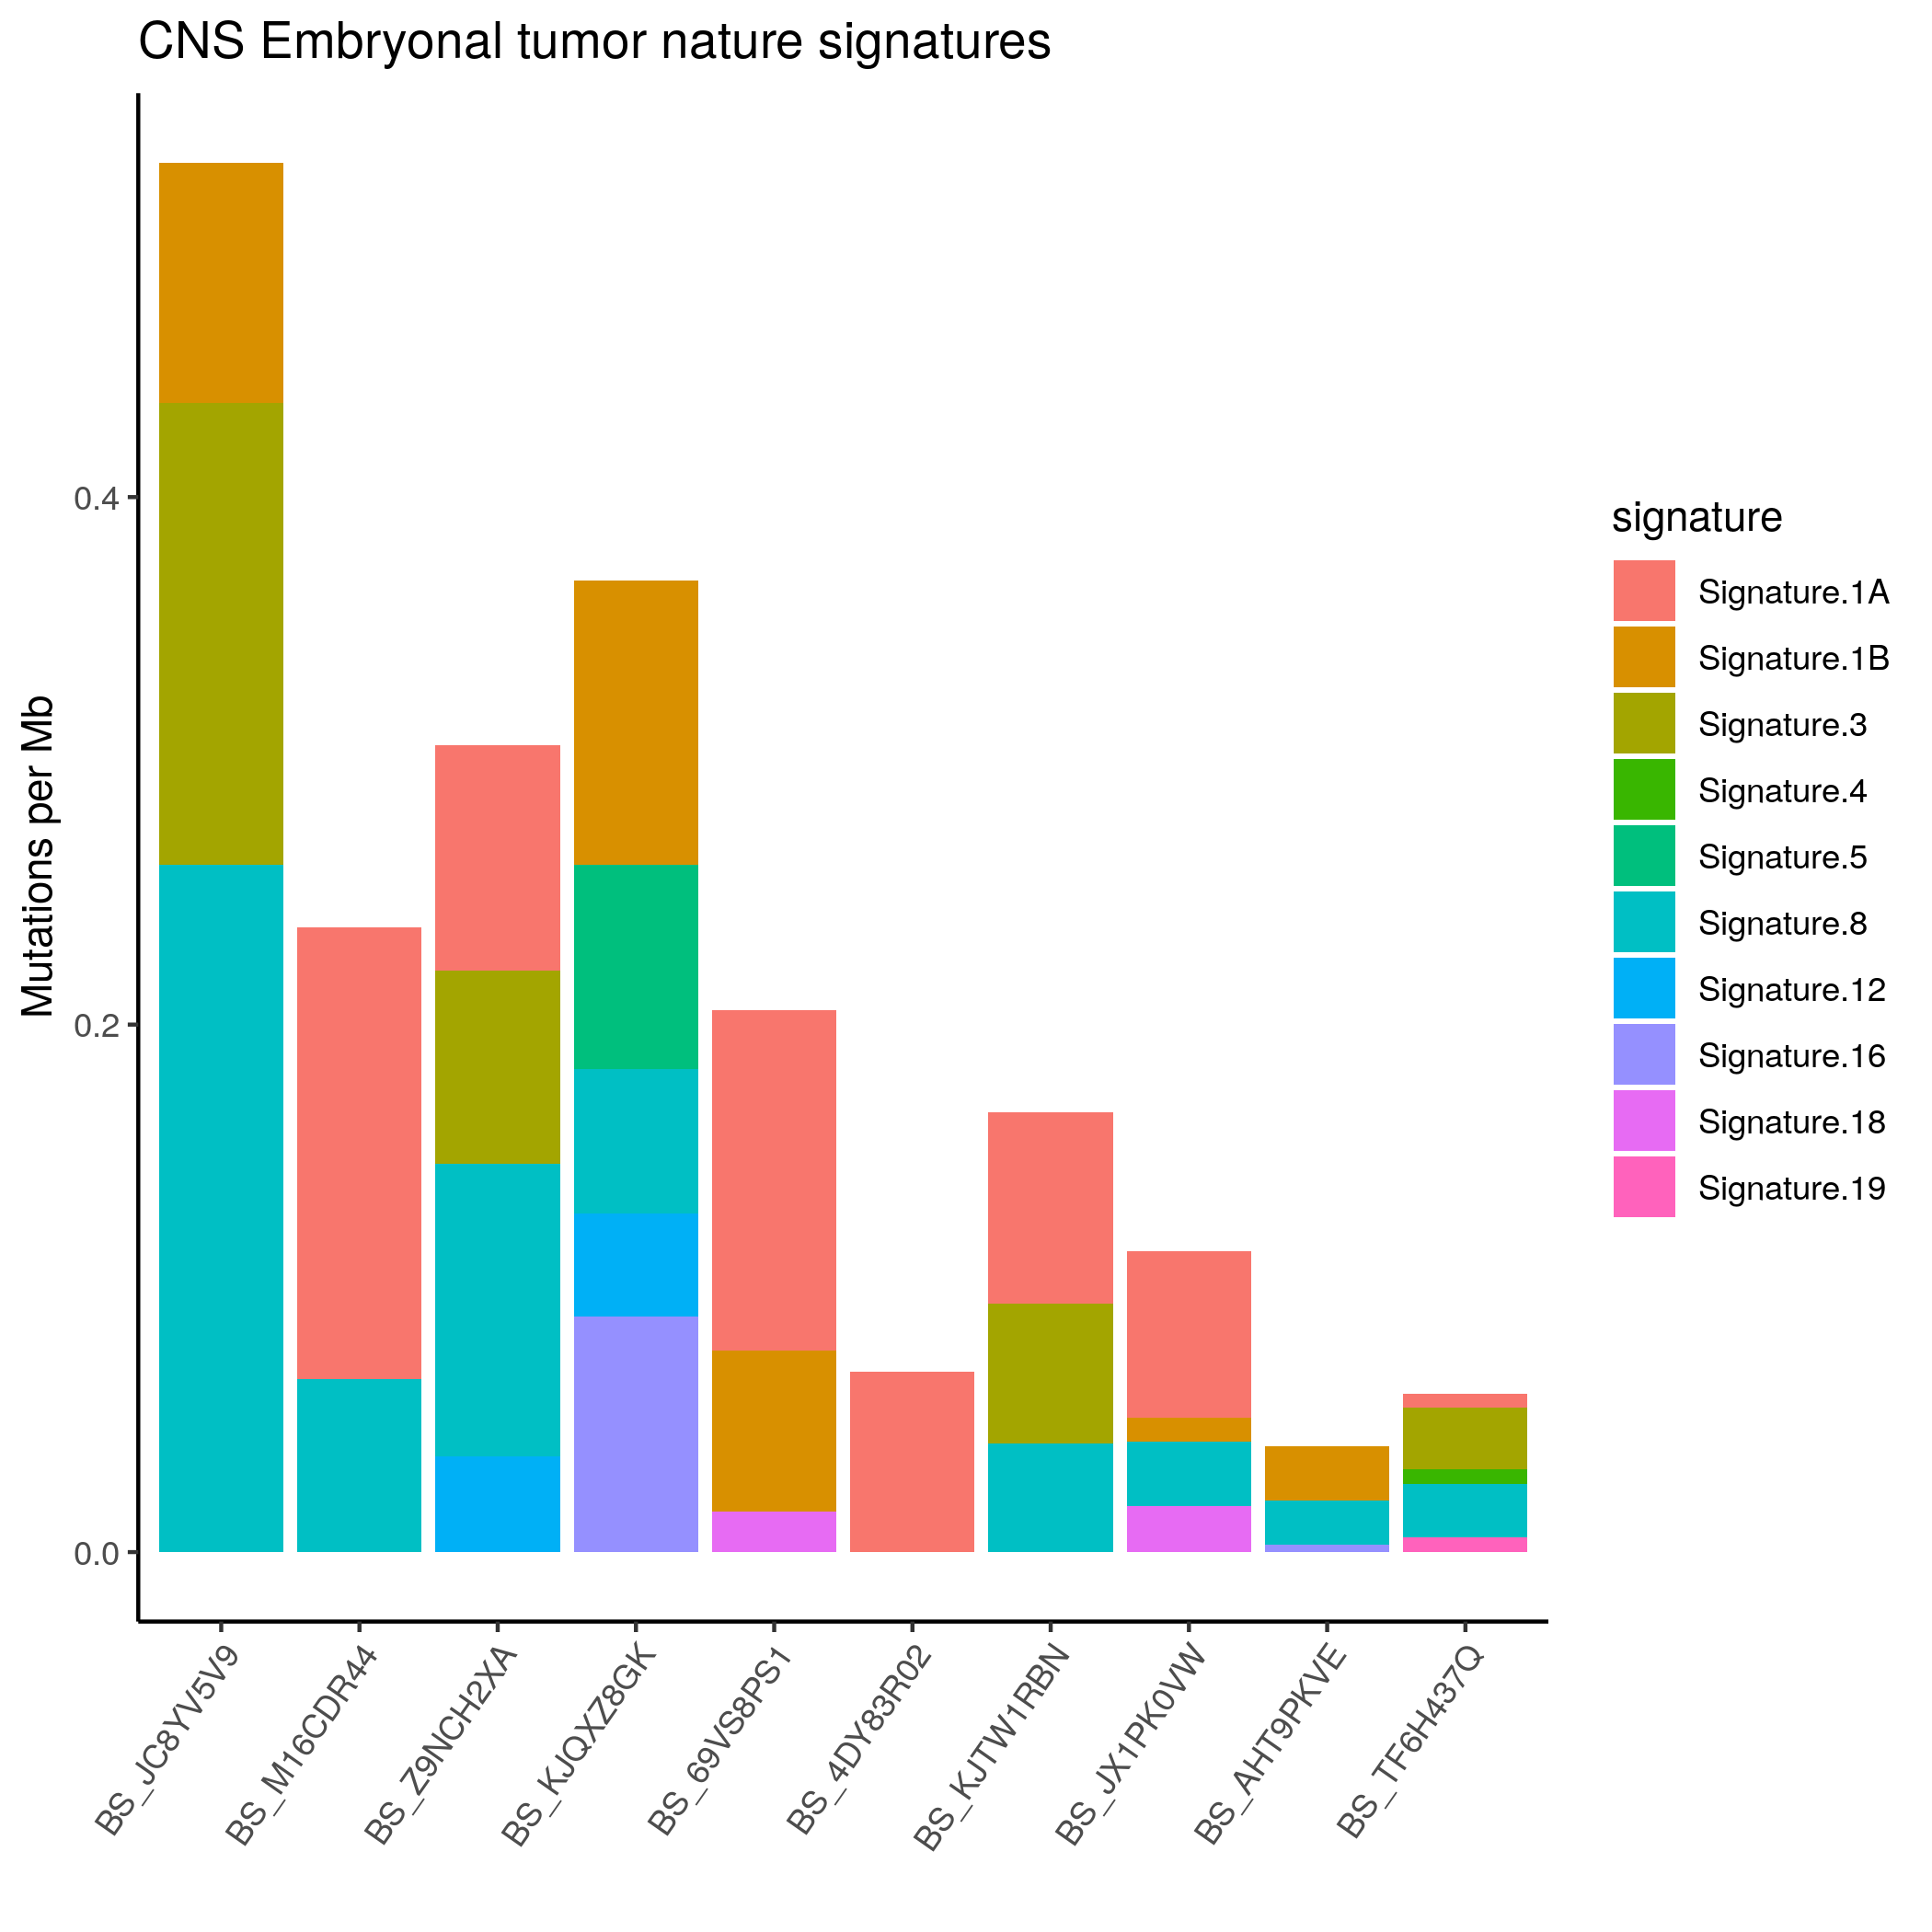 CNS Embryonal tumor nature signatures
Mutations per Mb
0.4
0.2
0.0
BS_JC8YV5V9
BS_M16CDR44
BS_Z9NCH2XA
BS_KJQXZ8GK
BS_69VS8PS1
BS_4DY83R02
BS_KJTW1RBN
BS_JX1PK0VW
BS_AHT9PKVE
BS_TF6H437Q
signature
Signature.1A
Signature.1B
Signature.3
Signature.4
Signature.5
Signature.8
Signature.12
Signature.16
Signature.18
Signature.19